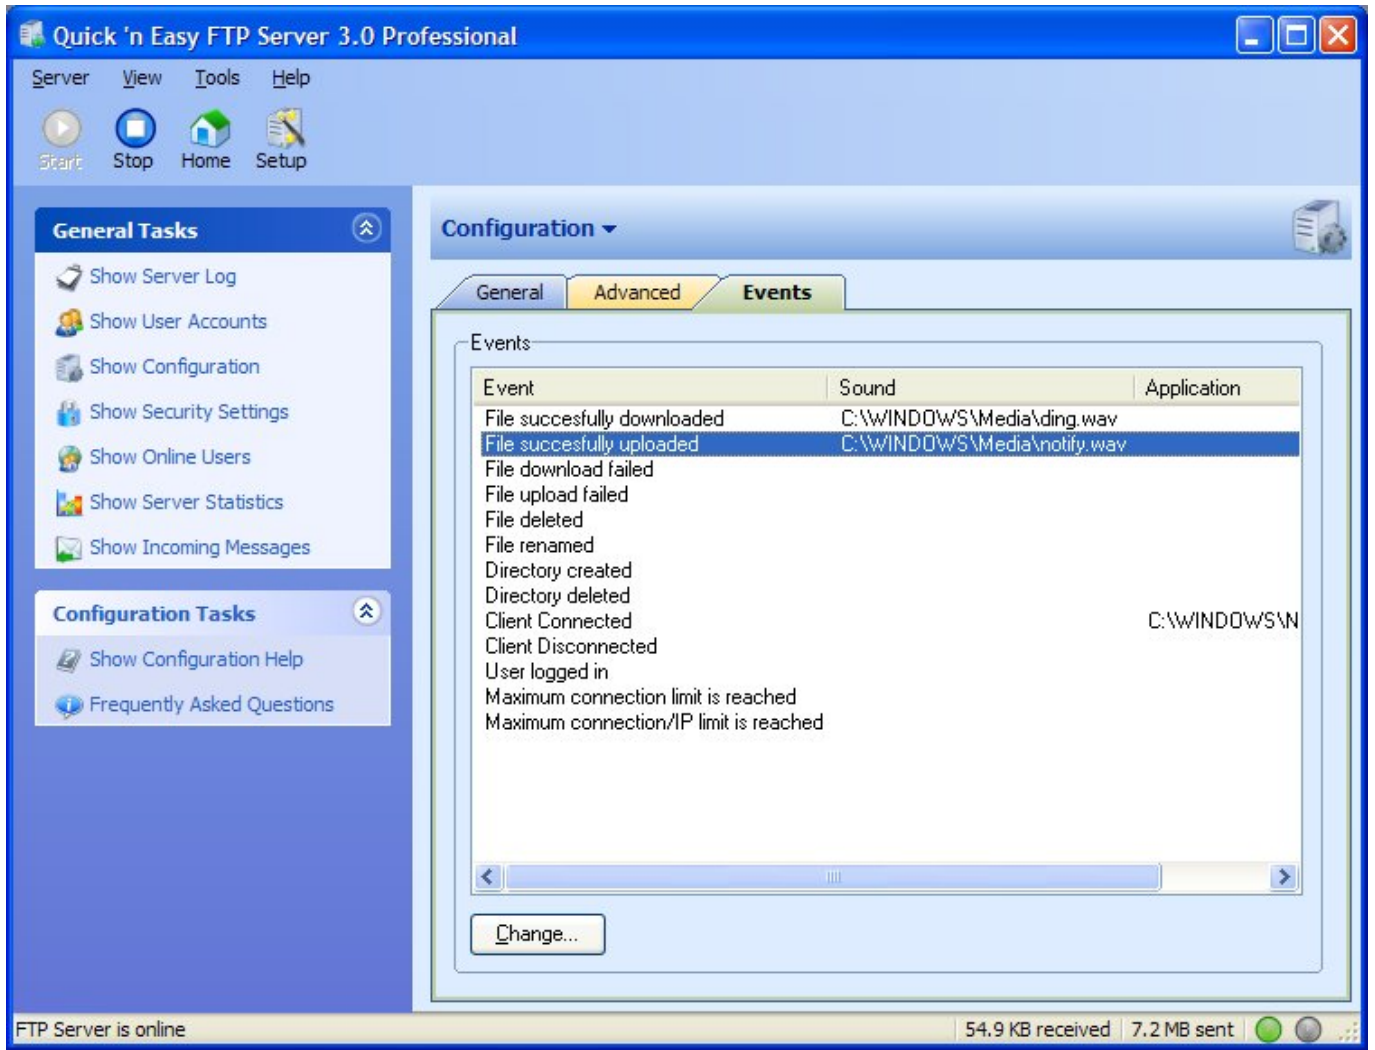 Quick 'n Easy FTP Server 3.0 Professional
Server View Tools Help
Start Stop Home Setup
General Tasks
Show Server Log
Show User Accounts
Show Configuration
Show Security Settings
Show Online Users
Show Server Statistics
Show Incoming Messages
Configuration Tasks
Show Configuration Help
Frequently Asked Questions
Configuration
General Advanced Events
Events
Event Sound Application
File succesfully downloaded C:\WINDOWS\Media\ding.wav
File succesfully uploaded C:\WINDOWS\Media\notify.wav
File download failed
File upload failed
File deleted
File renamed
Directory created
Directory deleted
Client Connected C:\WINDOWS\N
Client Disconnected
User logged in
Maximum connection limit is reached
Maximum connection/IP limit is reached
Change...
FTP Server is online 54.9 KB received 7.2 MB sent